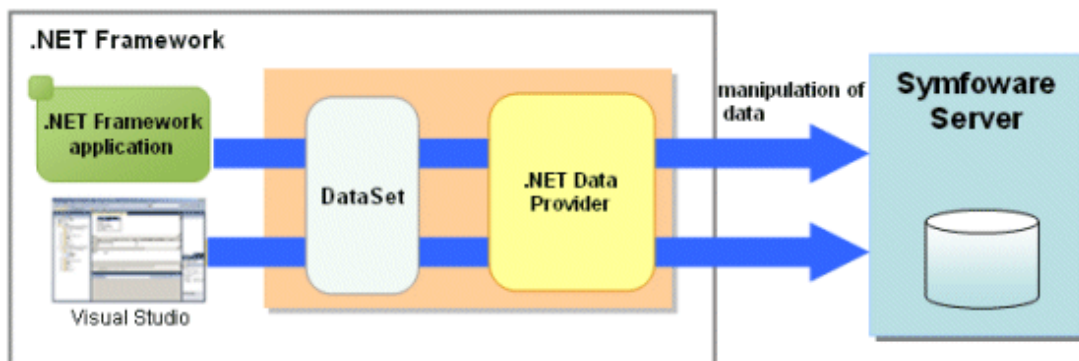 .NET Framework
.NET Framework
application
Visual Studio
DataSet
.NET Data
Provider
manipulation of
data
Symfoware
Server